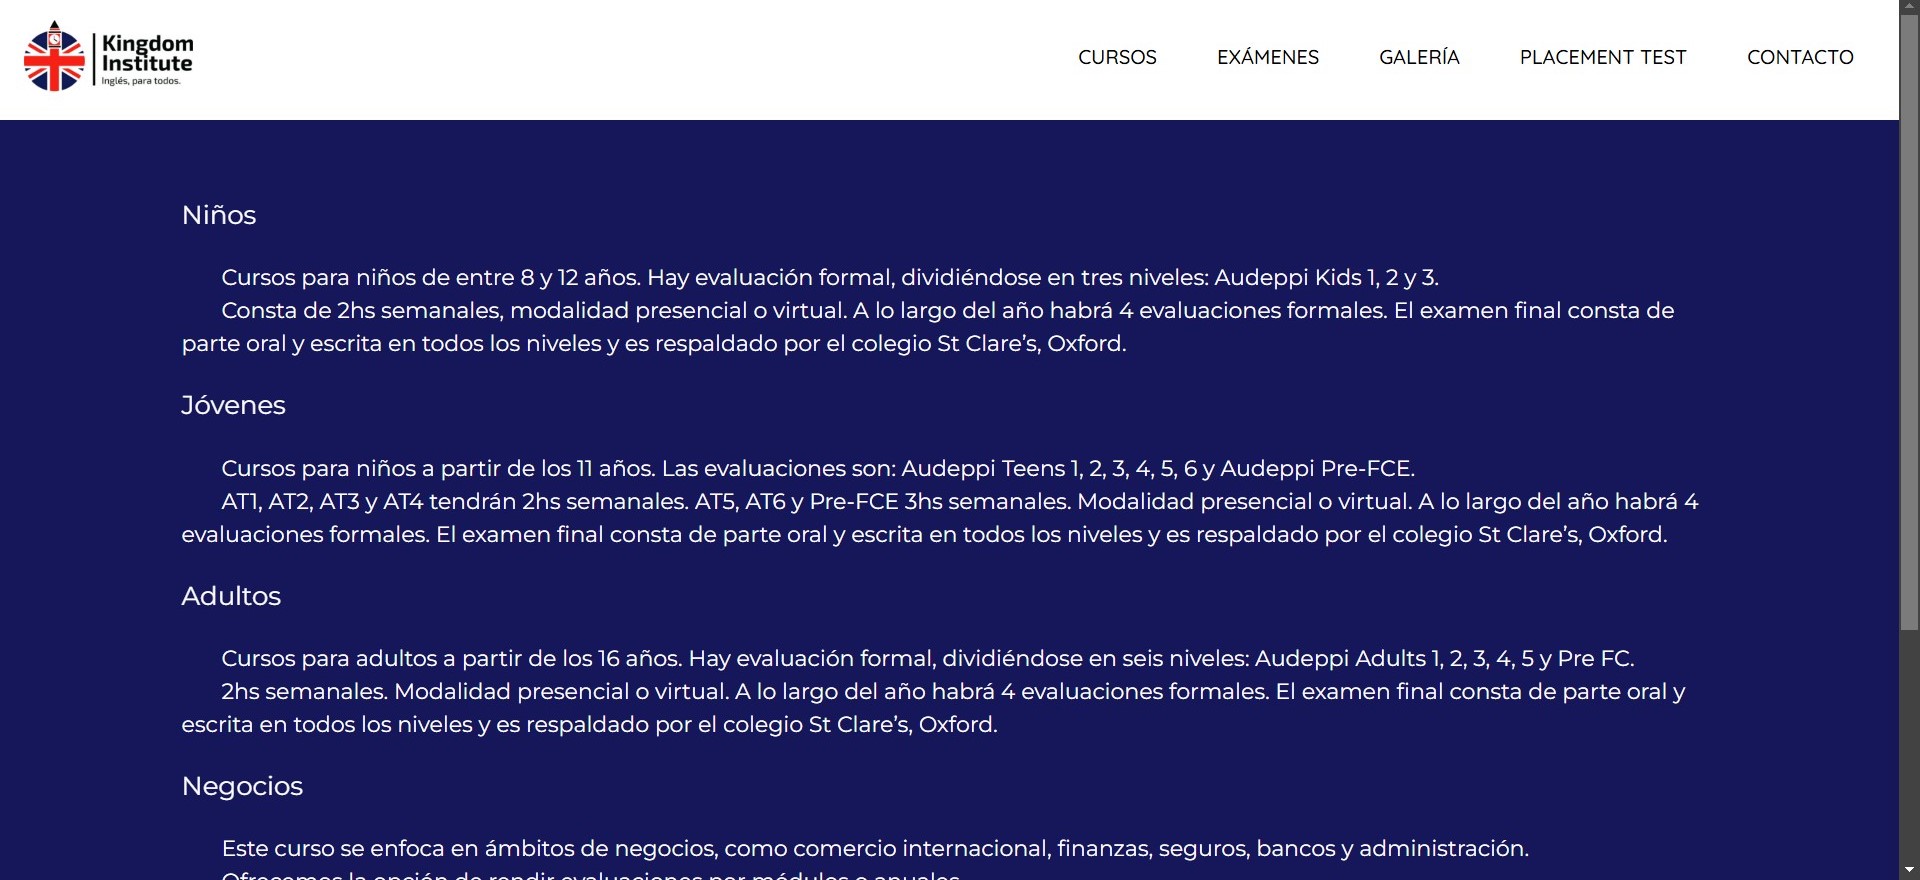 Kingdom
Institute
Inglés, para todos.
CURSOS
EXÁMENES
GALERÍA
PLACEMENT TEST
CONTACTO
Niños
Cursos para niños de entre 8 y 12 años. Hay evaluación formal, dividiéndose en tres niveles: Audeppi Kids 1, 2 y 3.
Consta de 2hs semanales, modalidad presencial o virtual. A lo largo del año habrá 4 evaluaciones formales. El examen final consta de
parte oral y escrita en todos los niveles y es respaldado por el colegio St Clare’s, Oxford.
Jóvenes
Cursos para niños a partir de los 11 años. Las evaluaciones son: Audeppi Teens 1, 2, 3, 4, 5, 6 y Audeppi Pre-FCE.
AT1, AT2, AT3 y AT4 tendrán 2hs semanales. AT5, AT6 y Pre-FCE 3hs semanales. Modalidad presencial o virtual. A lo largo del año habrá 4
evaluaciones formales. El examen final consta de parte oral y escrita en todos los niveles y es respaldado por el colegio St Clare’s, Oxford.
Adultos
Cursos para adultos a partir de los 16 años. Hay evaluación formal, dividiéndose en seis niveles: Audeppi Adults 1, 2, 3, 4, 5 y Pre FC.
2hs semanales. Modalidad presencial o virtual. A lo largo del año habrá 4 evaluaciones formales. El examen final consta de parte oral y
escrita en todos los niveles y es respaldado por el colegio St Clare’s, Oxford.
Negocios
Este curso se enfoca en ámbitos de negocios, como comercio internacional, finanzas, seguros, bancos y administración.
Ofrecemos la opción de rendir evaluaciones por módulos o anuales.